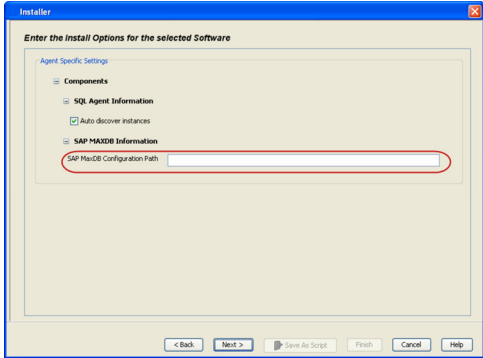 Installer
Enter the Install Options for the selected Software
Agent Specific Settings
Components
SQL Agent Information
Auto discover instances
SAP MAXDB Information
SAP MaxDB Configuration Path
< Back Next > Save As Script Finish Cancel Help